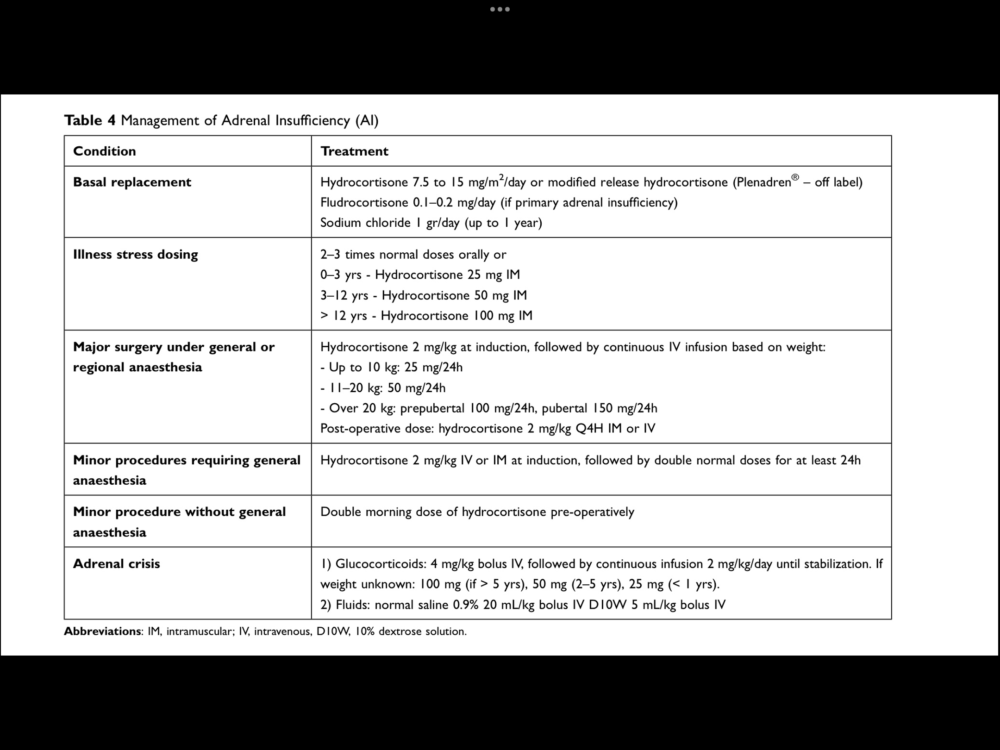 Table 4 Management of Adrenal Insufficiency (AI)
Condition
Treatment
Basal replacement
Hydrocortisone 7.5 to 15 mg/m²/day or modified release hydrocortisone (Plenadren® – off label)
Fludrocortisone 0.1–0.2 mg/day (if primary adrenal insufficiency)
Sodium chloride 1 gr/day (up to 1 year)
Illness stress dosing
2–3 times normal doses orally or
0–3 yrs - Hydrocortisone 25 mg IM
3–12 yrs - Hydrocortisone 50 mg IM
> 12 yrs - Hydrocortisone 100 mg IM
Major surgery under general or
regional anaesthesia
Hydrocortisone 2 mg/kg at induction, followed by continuous IV infusion based on weight:
- Up to 10 kg: 25 mg/24h
- 11–20 kg: 50 mg/24h
- Over 20 kg: prepubertal 100 mg/24h, pubertal 150 mg/24h
Post-operative dose: hydrocortisone 2 mg/kg Q4H IM or IV
Minor procedures requiring general
anaesthesia
Hydrocortisone 2 mg/kg IV or IM at induction, followed by double normal doses for at least 24h
Minor procedure without general
anaesthesia
Double morning dose of hydrocortisone pre-operatively
Adrenal crisis
1) Glucocorticoids: 4 mg/kg bolus IV, followed by continuous infusion 2 mg/kg/day until stabilization. If
weight unknown: 100 mg (if > 5 yrs), 50 mg (2–5 yrs), 25 mg (< 1 yrs).
2) Fluids: normal saline 0.9% 20 mL/kg bolus IV D10W 5 mL/kg bolus IV
Abbreviations: IM, intramuscular; IV, intravenous, D10W, 10% dextrose solution.